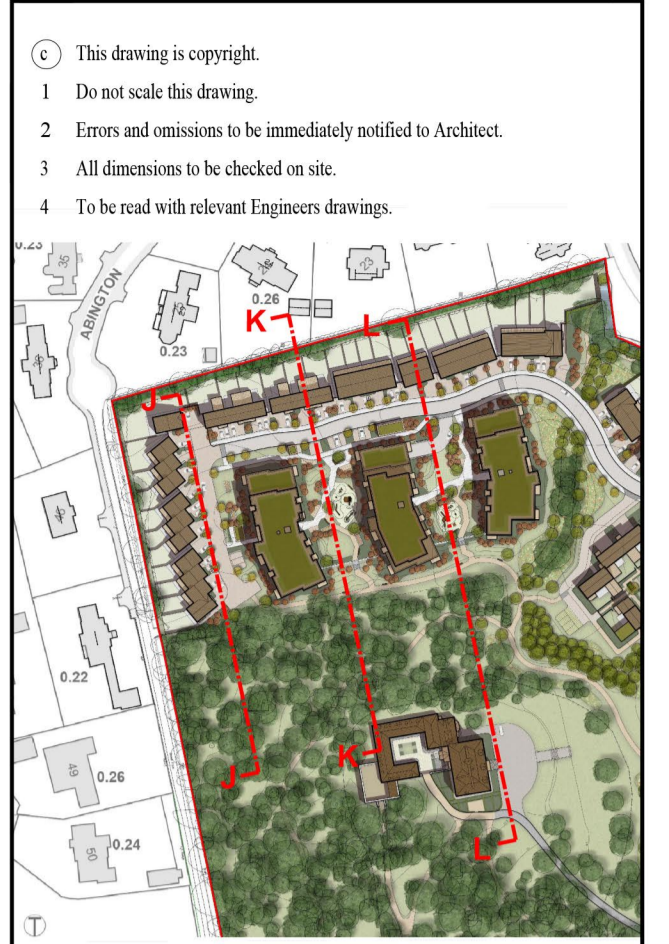 c This drawing is copyright.
1 Do not scale this drawing.
2 Errors and omissions to be immediately notified to Architect.
3 All dimensions to be checked on site.
4 To be read with relevant Engineers drawings.
0.23
35
ABINGTON
23
0.26
K
L
0.23
J
0.22
K
49
0.26
J
L
0.24
50
T